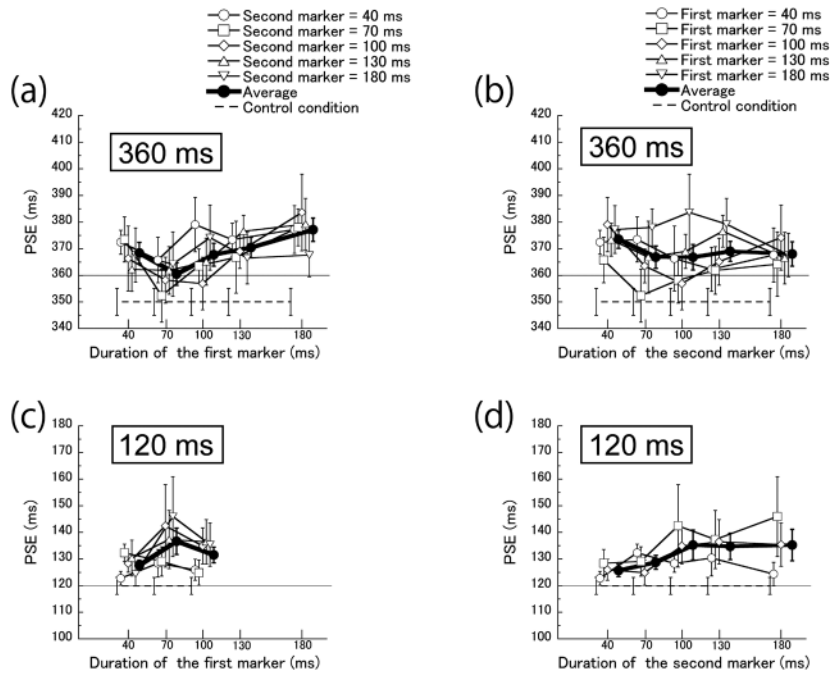 Second marker = 40 ms
Second marker = 70 ms
Second marker = 100 ms
Second marker = 130 ms
Second marker = 180 ms
Average
Control condition
First marker = 40 ms
First marker = 70 ms
First marker = 100 ms
First marker = 130 ms
First marker = 180 ms
Average
Control condition
(a)
360 ms
PSE (ms)
420
410
400
390
380
370
360
350
340
40 70 100 130 180
Duration of the first marker (ms)
(b)
360 ms
PSE (ms)
420
410
400
390
380
370
360
350
340
40 70 100 130 180
Duration of the second marker (ms)
(c)
120 ms
PSE (ms)
180
170
160
150
140
130
120
110
100
40 70 100 130 180
Duration of the first marker (ms)
(d)
120 ms
PSE (ms)
180
170
160
150
140
130
120
110
100
40 70 100 130 180
Duration of the second marker (ms)